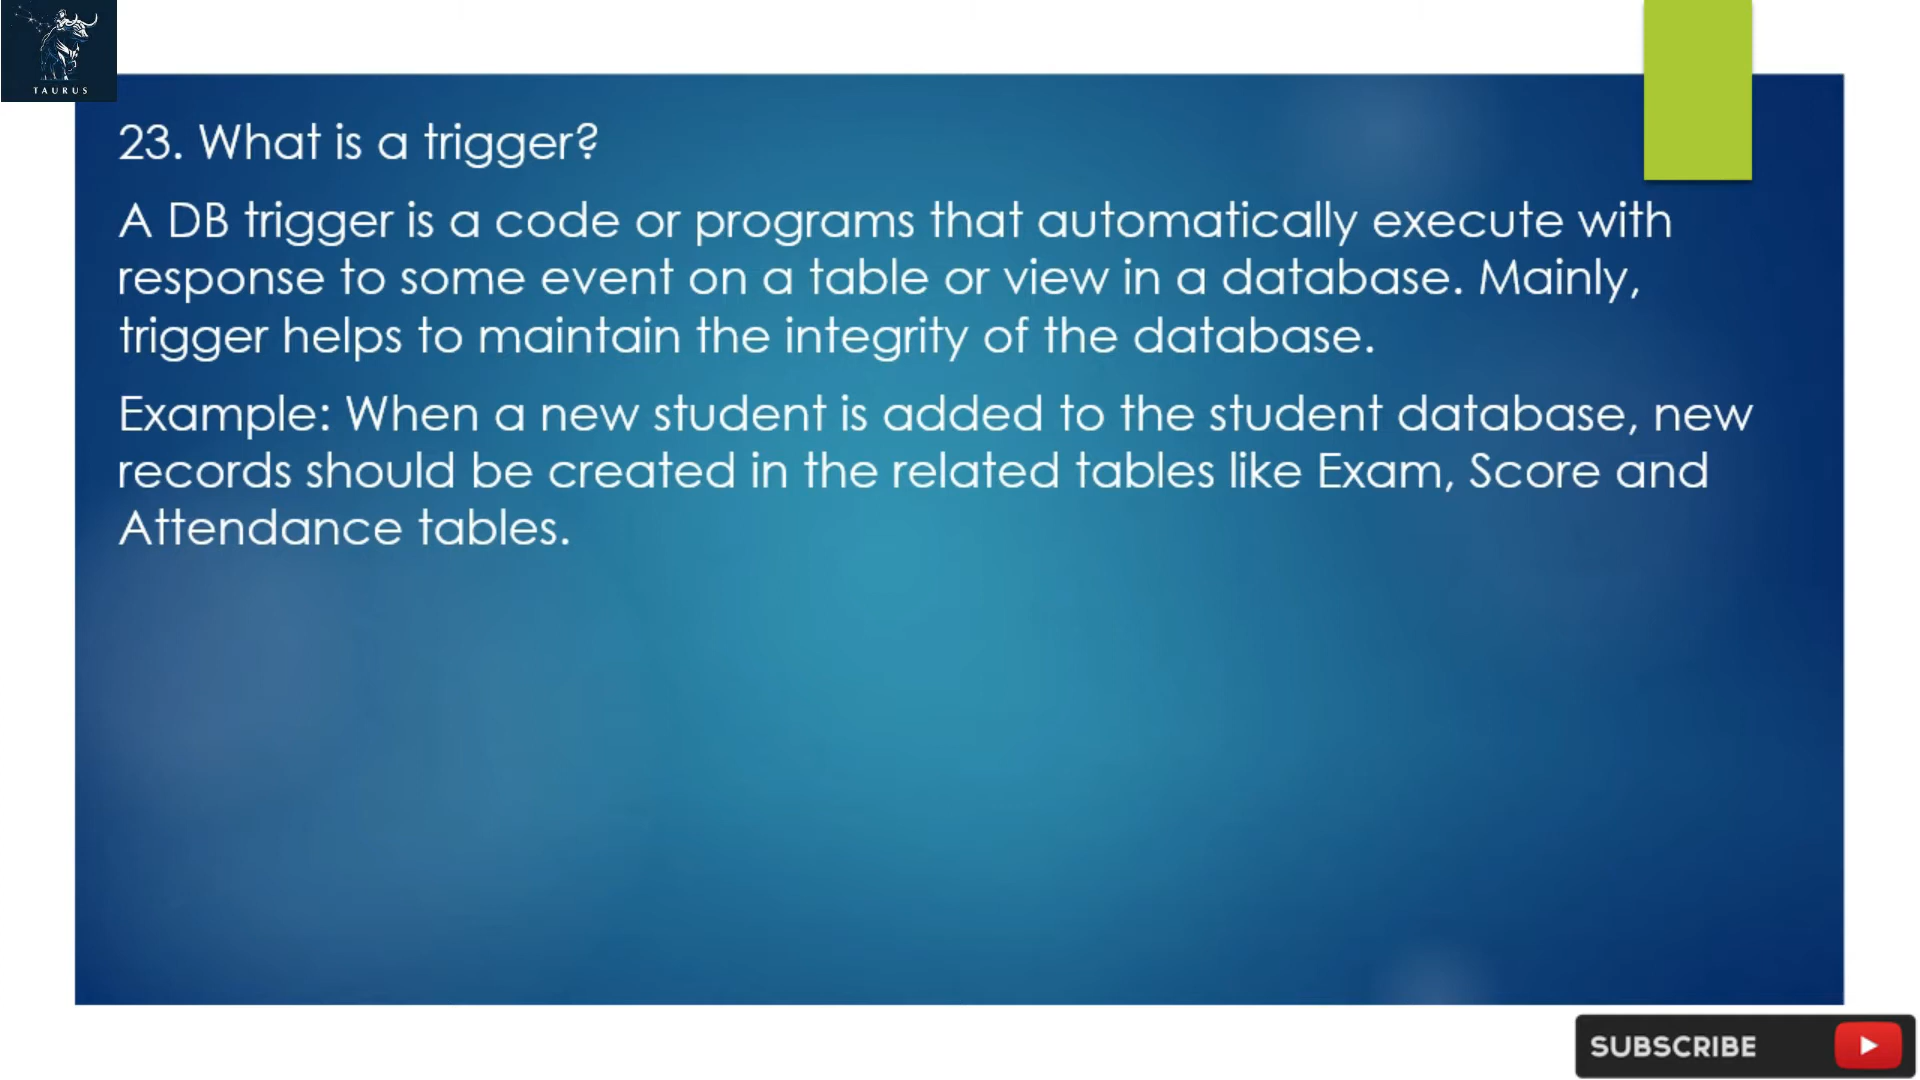 TAURUS
23. What is a trigger?
A DB trigger is a code or programs that automatically execute with
response to some event on a table or view in a database. Mainly,
trigger helps to maintain the integrity of the database.
Example: When a new student is added to the student database, new
records should be created in the related tables like Exam, Score and
Attendance tables.
SUBSCRIBE